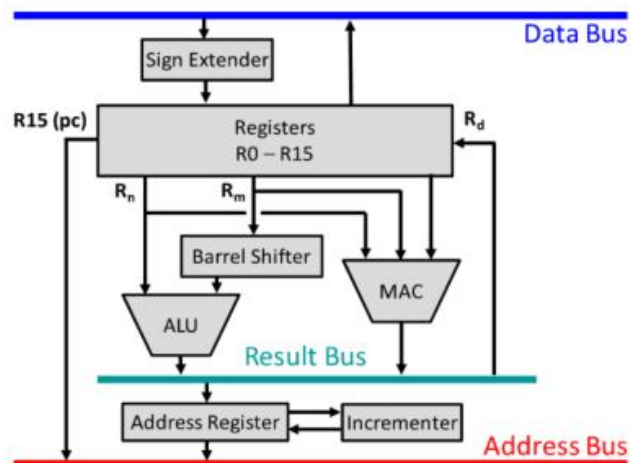 Data Bus
Sign Extender
R15 (pc)
Registers
R0 – R15
Rd
Rn
Rm
Barrel Shifter
MAC
ALU
Result Bus
Address Register
Incrementer
Address Bus